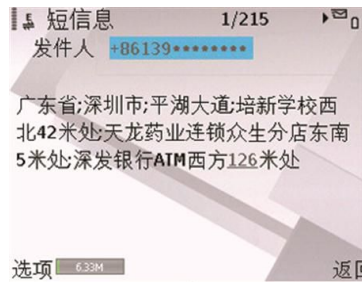 短信息 1/215
发件人 +86139********
广东省;深圳市;平湖大道;培新学校西
北42米处;天龙药业连锁众生分店东南
5米处;深发银行ATM西方126米处
选项 6.33M 返回